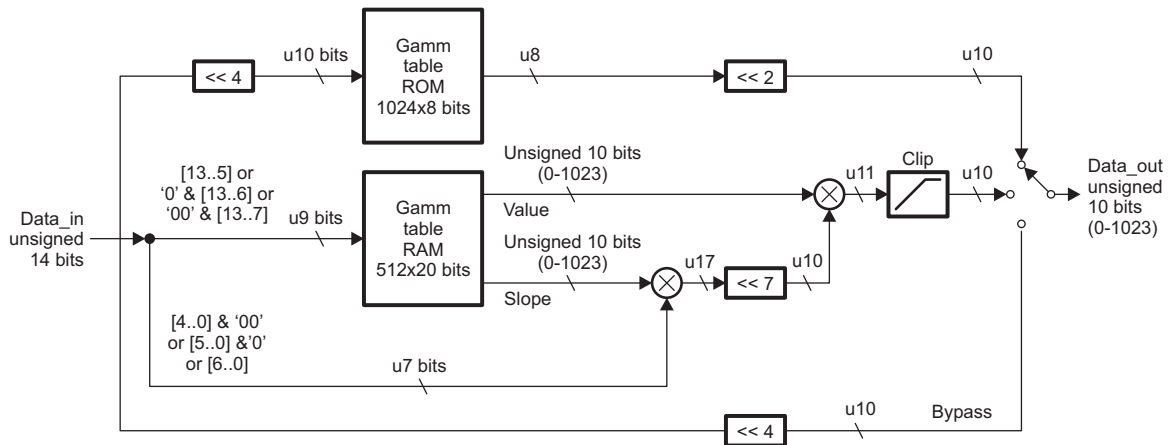 u10 bits
<< 4
Gamm
table
ROM
1024x8 bits
u8
<< 2
u10
[13..5] or
‘0’ & [13..6] or
‘00’ & [13..7]
Data_in
unsigned
14 bits
u9 bits
Gamm
table
RAM
512x20 bits
Unsigned 10 bits
(0-1023)
Value
Unsigned 10 bits
(0-1023)
Slope
u17
<< 7
u10
u11
Clip
u10
Data_out
unsigned
10 bits
(0-1023)
[4..0] & ‘00’
or [5..0] &’0’
or [6..0]
u7 bits
<< 4
u10
Bypass